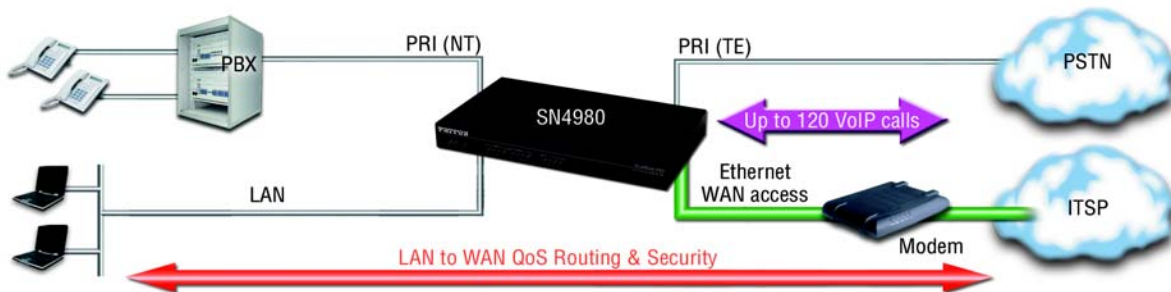 PBX
PRI (NT)
PRI (TE)
PSTN
SN4980
Up to 120 VoIP calls
PATTON
LAN
Ethernet
WAN access
ITSP
Modem
LAN to WAN QoS Routing & Security